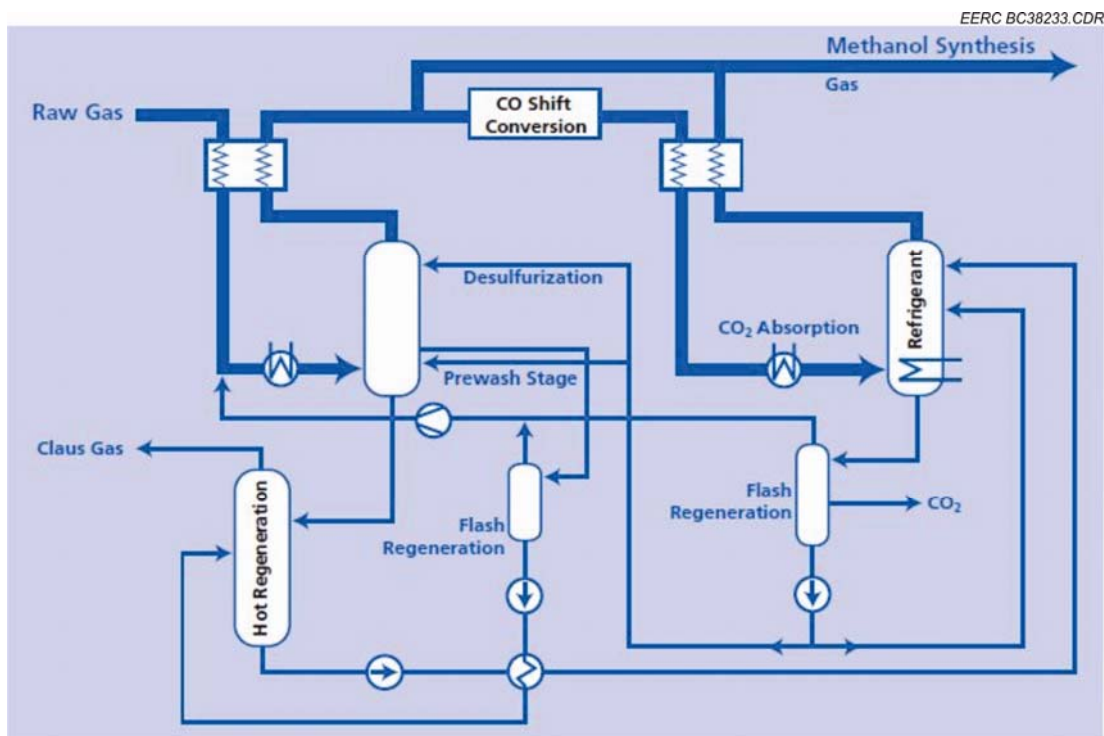 EERC BC38233.CDR
Methanol Synthesis
Gas
Raw Gas
CO Shift
Conversion
Desulfurization
Refrigerant
CO₂ Absorption
Prewash Stage
Claus Gas
Hot Regeneration
Flash
Regeneration
Flash
Regeneration
CO₂